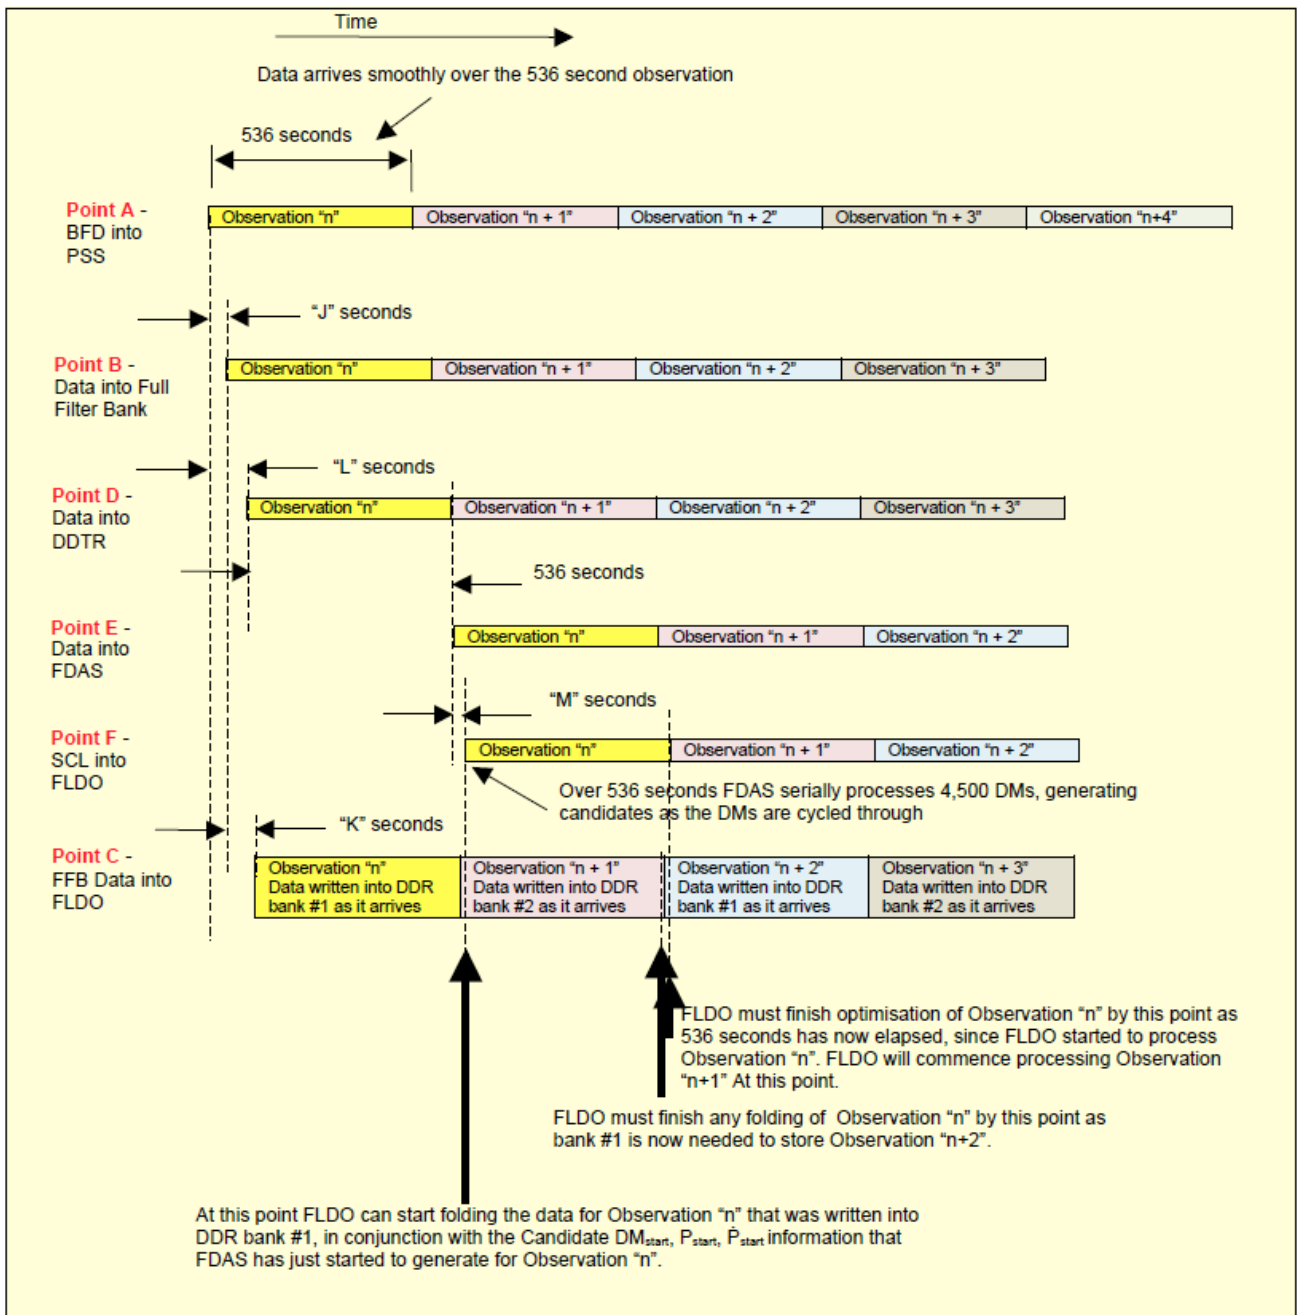 Time
Data arrives smoothly over the 536 second observation
536 seconds
Point A -
BFD into
PSS
Observation “n”
Observation “n + 1”
Observation “n + 2”
Observation “n + 3”
Observation “n+4”
“J” seconds
Point B -
Data into Full
Filter Bank
Observation “n”
Observation “n + 1”
Observation “n + 2”
Observation “n + 3”
“L” seconds
Point D -
Data into
DDTR
Observation “n”
Observation “n + 1”
Observation “n + 2”
Observation “n + 3”
536 seconds
Point E -
Data into
FDAS
Observation “n”
Observation “n + 1”
Observation “n + 2”
“M” seconds
Point F -
SCL into
FLDO
Observation “n”
Observation “n + 1”
Observation “n + 2”
Over 536 seconds FDAS serially processes 4,500 DMs, generating
candidates as the DMs are cycled through
“K” seconds
Point C -
FFB Data into
FLDO
Observation “n”
Data written into DDR
bank #1 as it arrives
Observation “n + 1”
Data written into DDR
bank #2 as it arrives
Observation “n + 2”
Data written into DDR
bank #1 as it arrives
Observation “n + 3”
Data written into DDR
bank #2 as it arrives
FLDO must finish optimisation of Observation “n” by this point as
536 seconds has now elapsed, since FLDO started to process
Observation “n”. FLDO will commence processing Observation
“n+1” At this point.
FLDO must finish any folding of Observation “n” by this point as
bank #1 is now needed to store Observation “n+2”.
At this point FLDO can start folding the data for Observation “n” that was written into
DDR bank #1, in conjunction with the Candidate DMstart, Pstart, Ṗstart information that
FDAS has just started to generate for Observation “n”.